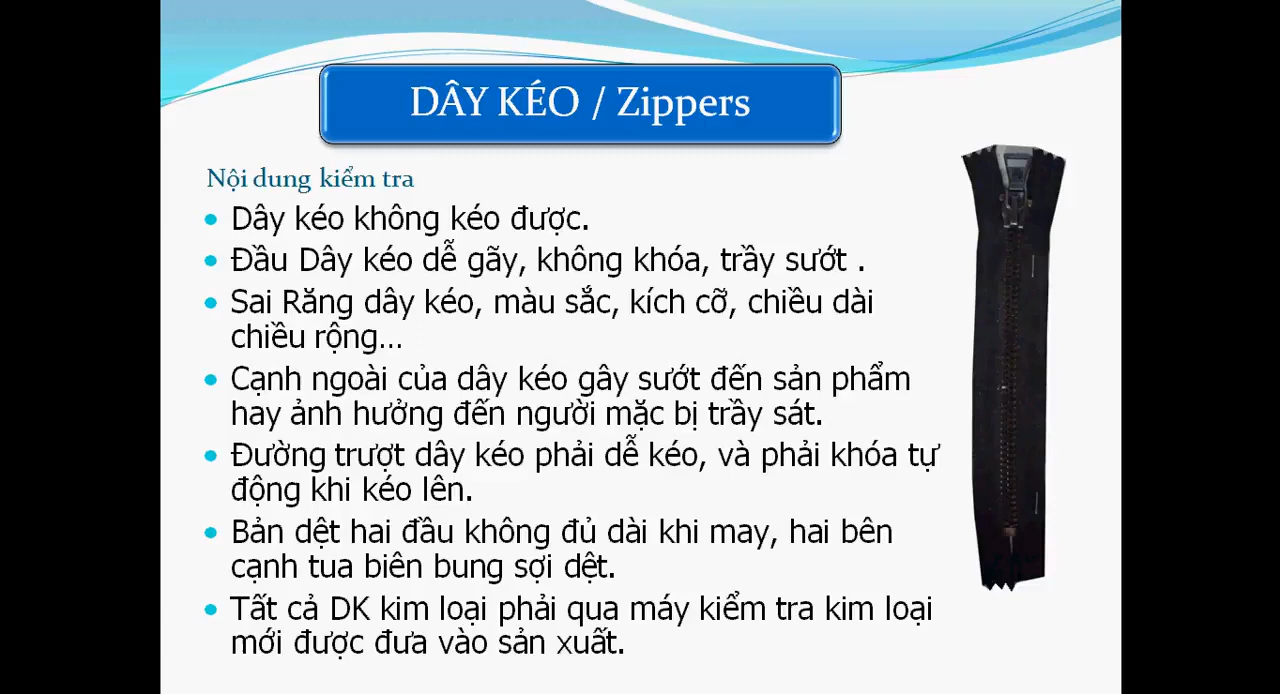 DÂY KÉO / Zippers
Nội dung kiểm tra
• Dây kéo không kéo được.
• Đầu Dây kéo dễ gãy, không khóa, trầy sướt .
• Sai Răng dây kéo, màu sắc, kích cỡ, chiều dài
chiều rộng...
• Cạnh ngoài của dây kéo gây sướt đến sản phẩm
hay ảnh hưởng đến người mặc bị trầy sát.
• Đường trượt dây kéo phải dễ kéo, và phải khóa tự
động khi kéo lên.
• Bản dệt hai đầu không đủ dài khi may, hai bên
cạnh tua biên bung sợi dệt.
• Tất cả DK kim loại phải qua máy kiểm tra kim loại
mới được đưa vào sản xuất.